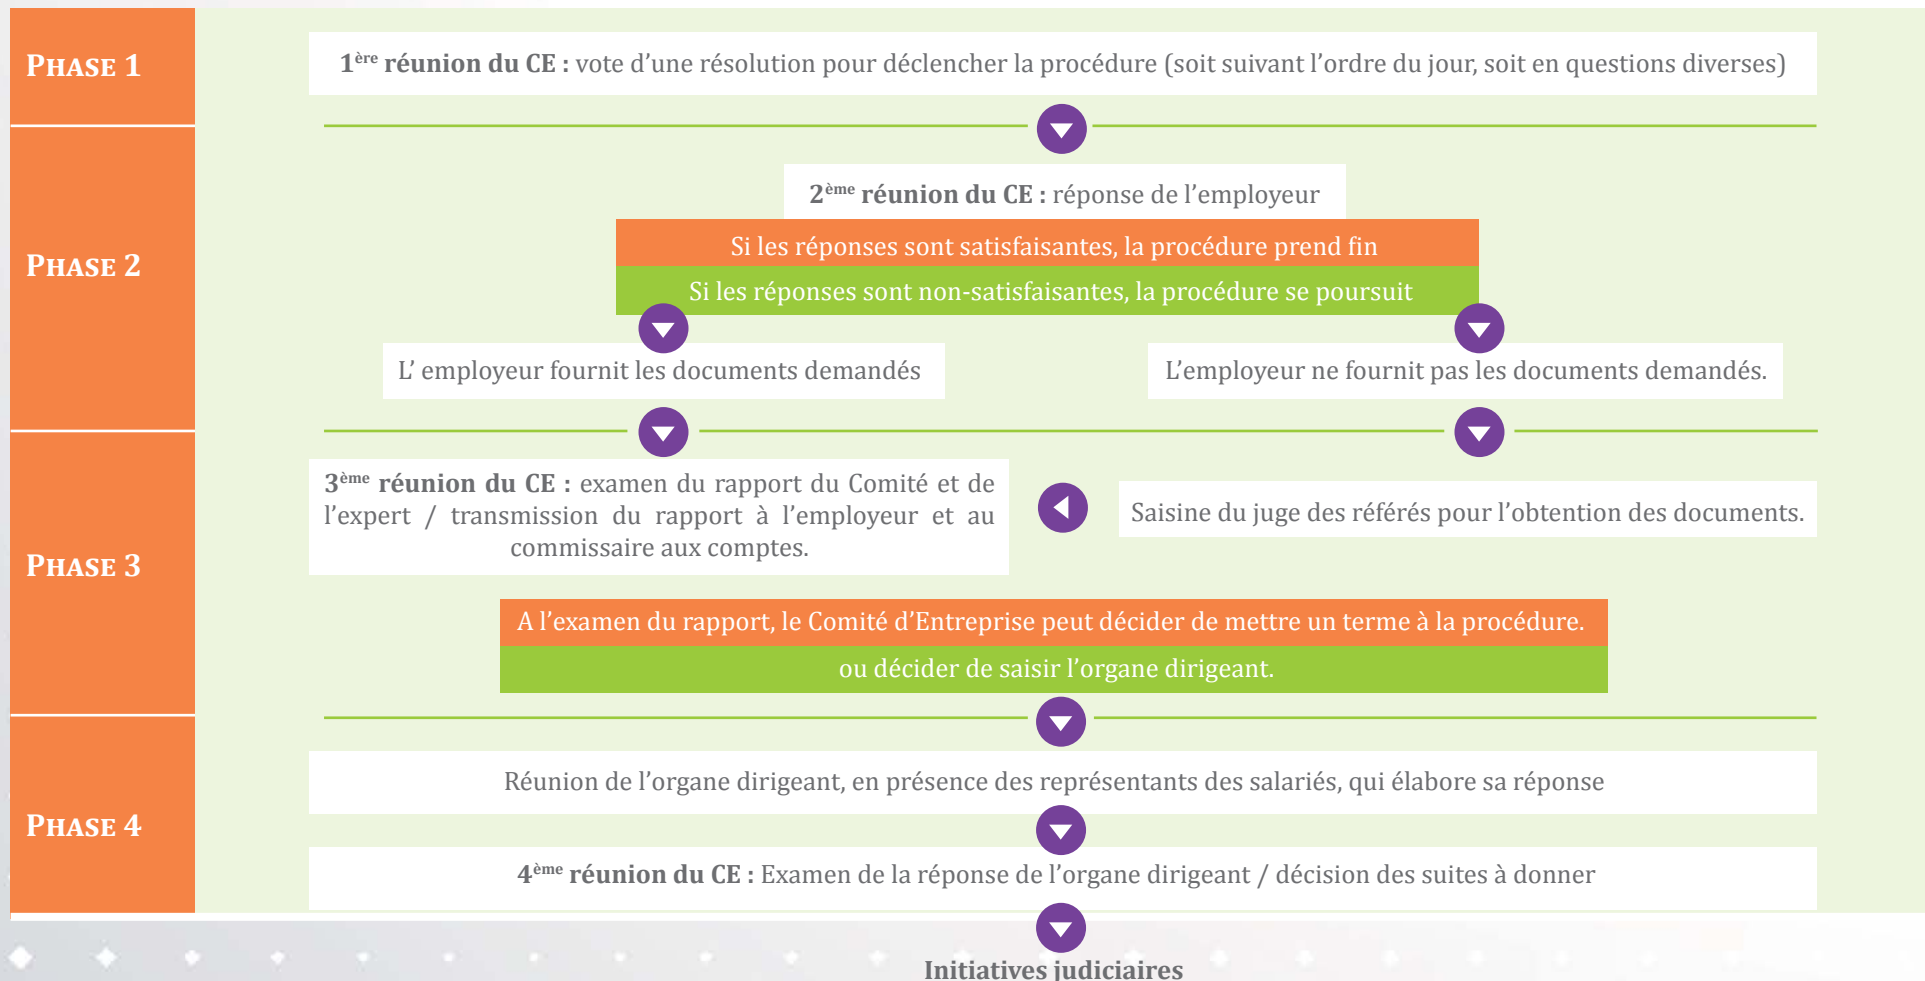 PHASE 1
1ère réunion du CE : vote d’une résolution pour déclencher la procédure (soit suivant l’ordre du jour, soit en questions diverses)
PHASE 2
2ème réunion du CE : réponse de l’employeur
Si les réponses sont satisfaisantes, la procédure prend fin
Si les réponses sont non-satisfaisantes, la procédure se poursuit
L’ employeur fournit les documents demandés
L’employeur ne fournit pas les documents demandés.
PHASE 3
3ème réunion du CE : examen du rapport du Comité et de
l’expert / transmission du rapport à l’employeur et au
commissaire aux comptes.
Saisine du juge des référés pour l’obtention des documents.
A l’examen du rapport, le Comité d’Entreprise peut décider de mettre un terme à la procédure.
ou décider de saisir l’organe dirigeant.
PHASE 4
Réunion de l’organe dirigeant, en présence des représentants des salariés, qui élabore sa réponse
4ème réunion du CE : Examen de la réponse de l’organe dirigeant / décision des suites à donner
Initiatives judiciaires